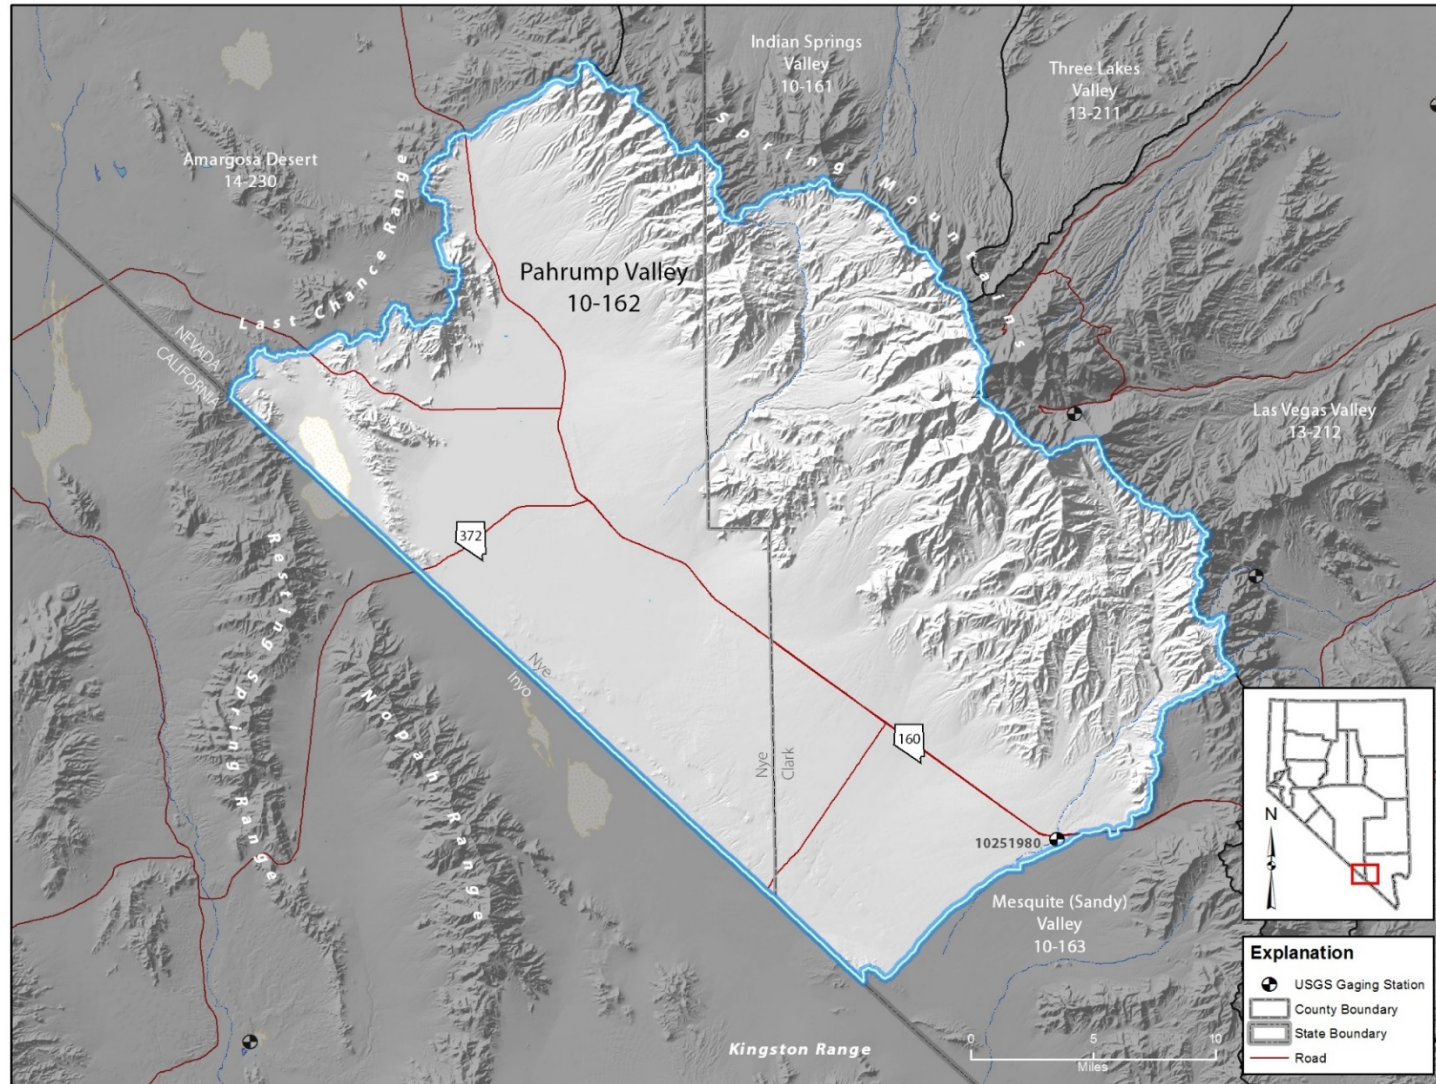 Indian Springs
Valley
10-161
Three Lakes
Valley
13-211
Spring Mountains
Amargosa Desert
14-230
Last Chance Range
Pahrump Valley
10-162
NEVADA
CALIFORNIA
Las Vegas Valley
13-212
372
Resting Spring Range
Nopah Range
Nye
Inyo
Nye
Clark
160
10251980
Mesquite (Sandy)
Valley
10-163
Kingston Range
0 5 10
Miles
N
Explanation
USGS Gaging Station
County Boundary
State Boundary
Road